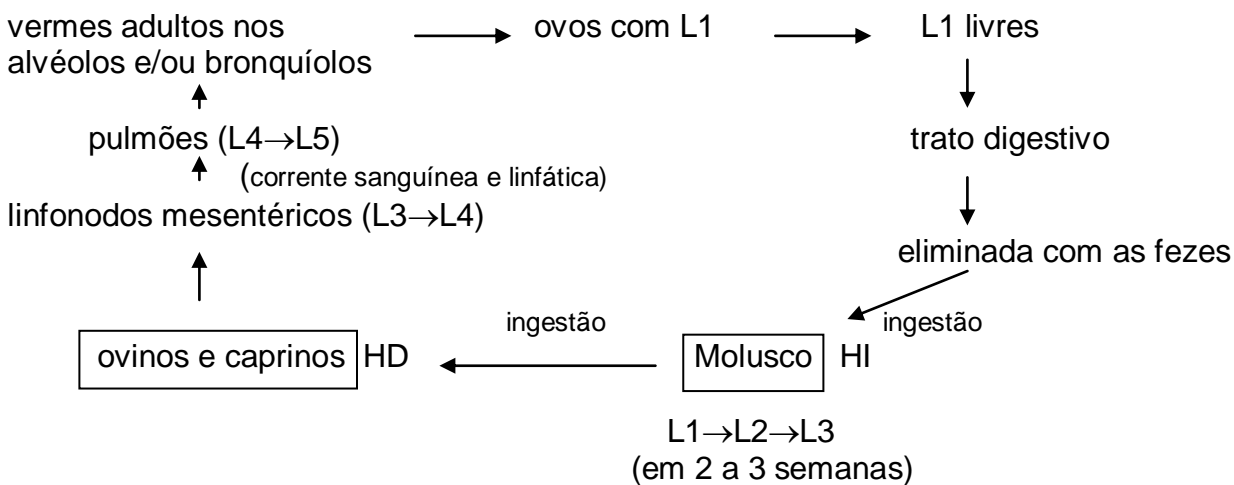 vermes adultos nos
alvéolos e/ou bronquíolos
ovos com L1
L1 livres
pulmões (L4→L5)
trato digestivo
(corrente sanguínea e linfática)
linfonodos mesentéricos (L3→L4)
eliminada com as fezes
ingestão
ingestão
ovinos e caprinos HD
Molusco HI
L1→L2→L3
(em 2 a 3 semanas)